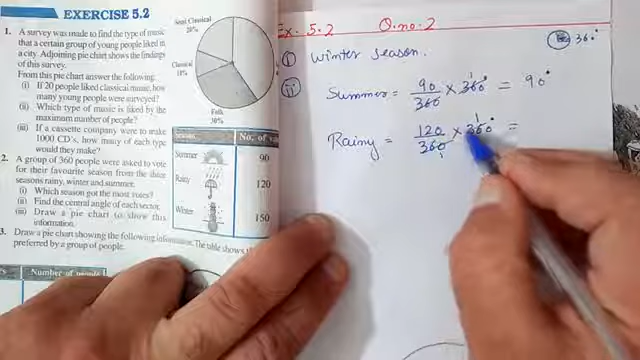 EXERCISE 5.2
1. A survey was made to find the type of music
that a certain group of young people liked in
a city. Adjoining pie chart shows the findings
of this survey.
From this pie chart answer the following:
(i) If 20 people liked classical music, how
many young people were surveyed?
(ii) Which type of music is liked by the
maximum number of people?
(iii) If a cassette company were to make
1000 CD's, how many of each type
would they make?
2. A group of 360 people were asked to vote
for their favourite season from the three
seasons rainy, winter and summer.
(i) Which season got the most votes?
(ii) Find the central angle of each sector.
(iii) Draw a pie chart to show this
information.
3. Draw a pie chart showing the following information. The table shows
preferred by a group of people.
Number of people
Semi Classical
20%
Classical
10%
Folk
30%
Season
No. of
Summer
90
Rainy
120
Winter
150
Ex. 5.2 Q.no.2
360°
(i) Winter season.
(ii) Summer = 90/360 × 360° = 90°
1
Rainy = 120/360 × 360° =
1
1